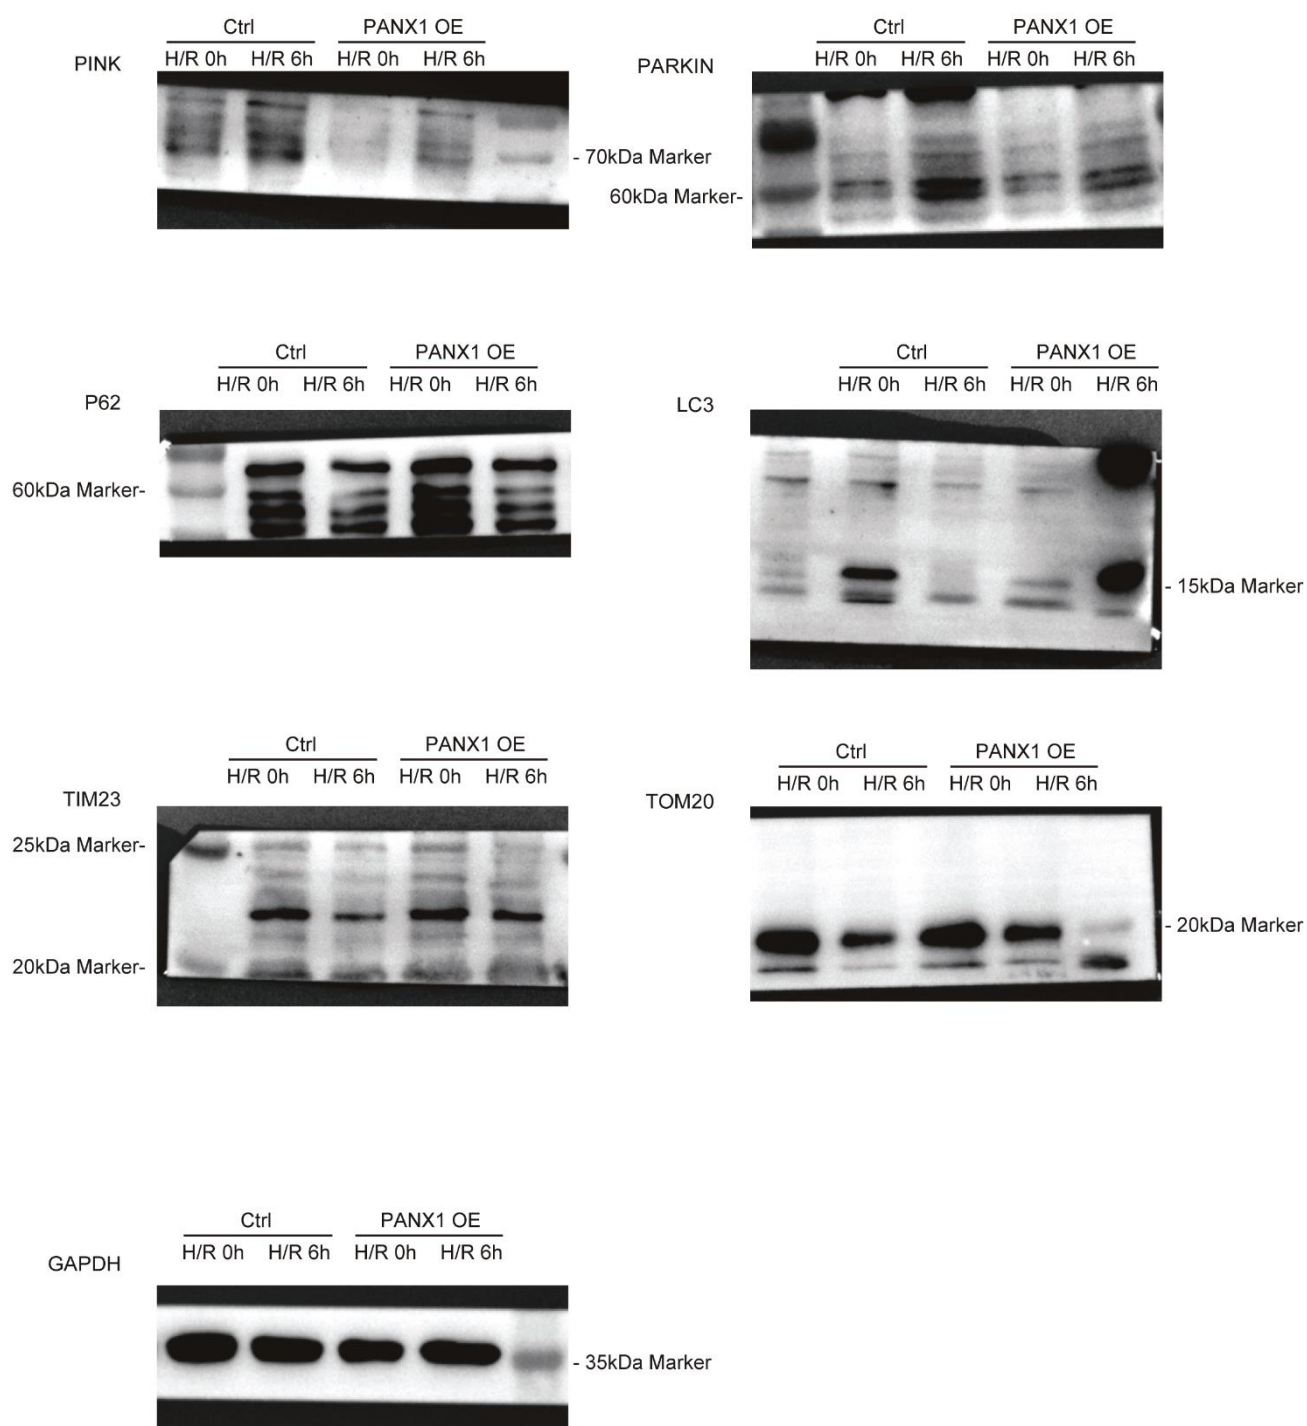 Ctrl PANX1 OE
H/R 0h H/R 6h H/R 0h H/R 6h
PINK
- 70kDa Marker
Ctrl PANX1 OE
H/R 0h H/R 6h H/R 0h H/R 6h
PARKIN
60kDa Marker-
Ctrl PANX1 OE
H/R 0h H/R 6h H/R 0h H/R 6h
P62
60kDa Marker-
Ctrl PANX1 OE
H/R 0h H/R 6h H/R 0h H/R 6h
LC3
- 15kDa Marker
Ctrl PANX1 OE
H/R 0h H/R 6h H/R 0h H/R 6h
TIM23
25kDa Marker-
20kDa Marker-
Ctrl PANX1 OE
H/R 0h H/R 6h H/R 0h H/R 6h
TOM20
- 20kDa Marker
Ctrl PANX1 OE
H/R 0h H/R 6h H/R 0h H/R 6h
GAPDH
- 35kDa Marker